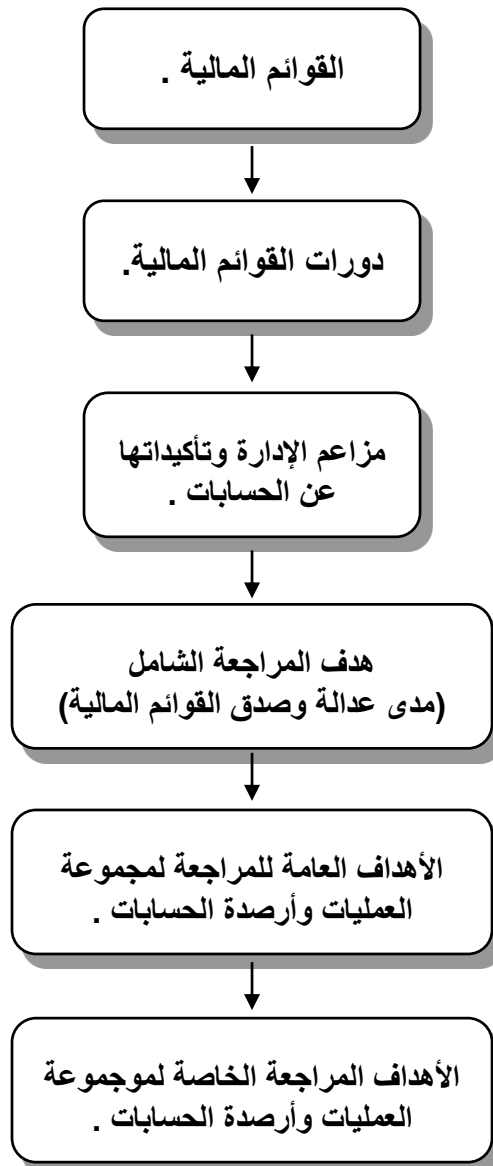 القوائم المالية .
دورات القوائم المالية.
مزاعم الإدارة وتأكيداتها
عن الحسابات .
هدف المراجعة الشامل
(مدى عدالة وصدق القوائم المالية)
الأهداف العامة للمراجعة لمجموعة
العمليات وأرصدة الحسابات .
الأهداف المراجعة الخاصة لموجموعة
العمليات وأرصدة الحسابات .